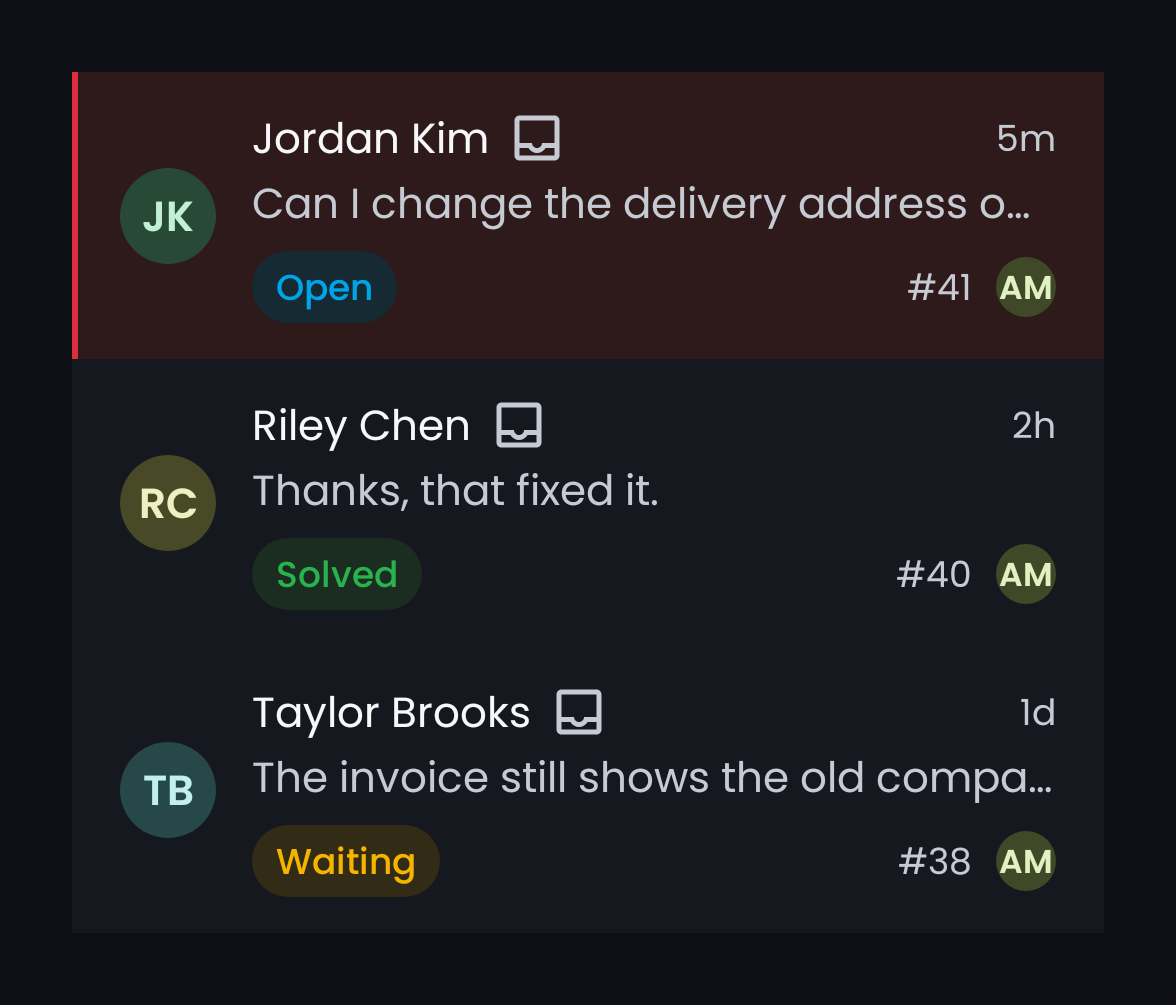 Jordan Kim 5m
JK
Can I change the delivery address o...
Open #41 AM
Riley Chen 2h
RC
Thanks, that fixed it.
Solved #40 AM
Taylor Brooks 1d
TB
The invoice still shows the old compa...
Waiting #38 AM